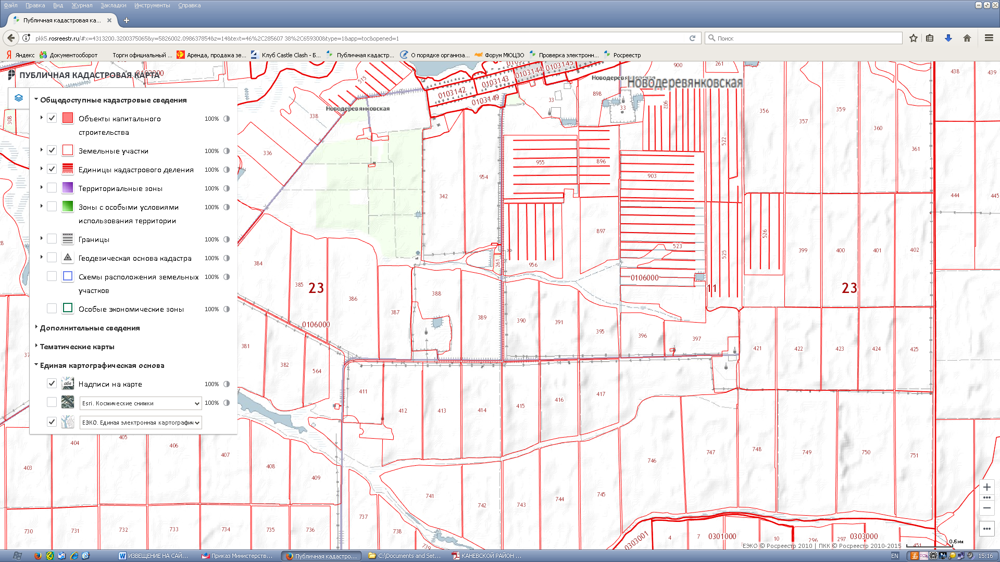 Файл Правка Вид Журнал Закладки Инструменты Справка
Публичная кадастровая ка...
pkk5.rosreestr.ru/#x=4313200.320037506&y=5826002.098637854&z=14&text=46%2C285607 38%2C659300&type=1&app=toc&opened=1
Поиск
Яндекс Документооборот Торги официальный ... Аренда, продажа зе... Клуб Castle Clash - Б... Публичная кадастр... О порядке организа... Форум МЮЦЗО Проверка электронн... Росреестр
ПУБЛИЧНАЯ КАДАСТРОВАЯ КАРТА
Общедоступные кадастровые сведения
Объекты капитального
строительства
100%
Земельные участки 100%
Единицы кадастрового деления 100%
Территориальные зоны 100%
Зоны с особыми условиями
использования территории
100%
Границы 100%
Геодезическая основа кадастра 100%
Схемы расположения земельных
участков
100%
Особые экономические зоны 100%
Дополнительные сведения
Тематические карты
Единая картографическая основа
Надписи на карте 100%
Esri. Космические снимки 100%
ЕЭКО. Единая электронная картографич
0103142 0103143 0103144 0103145
0103149
Новодеревянковская
Новодеревянковская
515 338 336 308
33 898 33 902 900 261
356 357 359 360 361 438 439
954 342 955 896 903 522
444 445
897 523 526 525
399 400 401 402
956 261
384 385 23 386 387 388 389
0106000
0106000 11 23
390 391 395 396 397
421 422 423 424 425
381 382 564
411 412 413 414 415 416 417
403 404 405 406 407 408 409
746 747 748 749 750 751
741 742 743 744 745
730 731 732 733 734 735 736 737 738 739
0303001 4 7 0301000 10 296 297 0303000 451
ЕЭКО © Росреестр 2010 | ПКК © Росреестр 2010-2015
0.6 км
ИЗВЕЩЕНИЕ НА САЙ... Приказ Министерств... Публичная кадастро... C:\Documents and Set... КАНЕВСКОЙ РАЙОН ...
EN 15:16